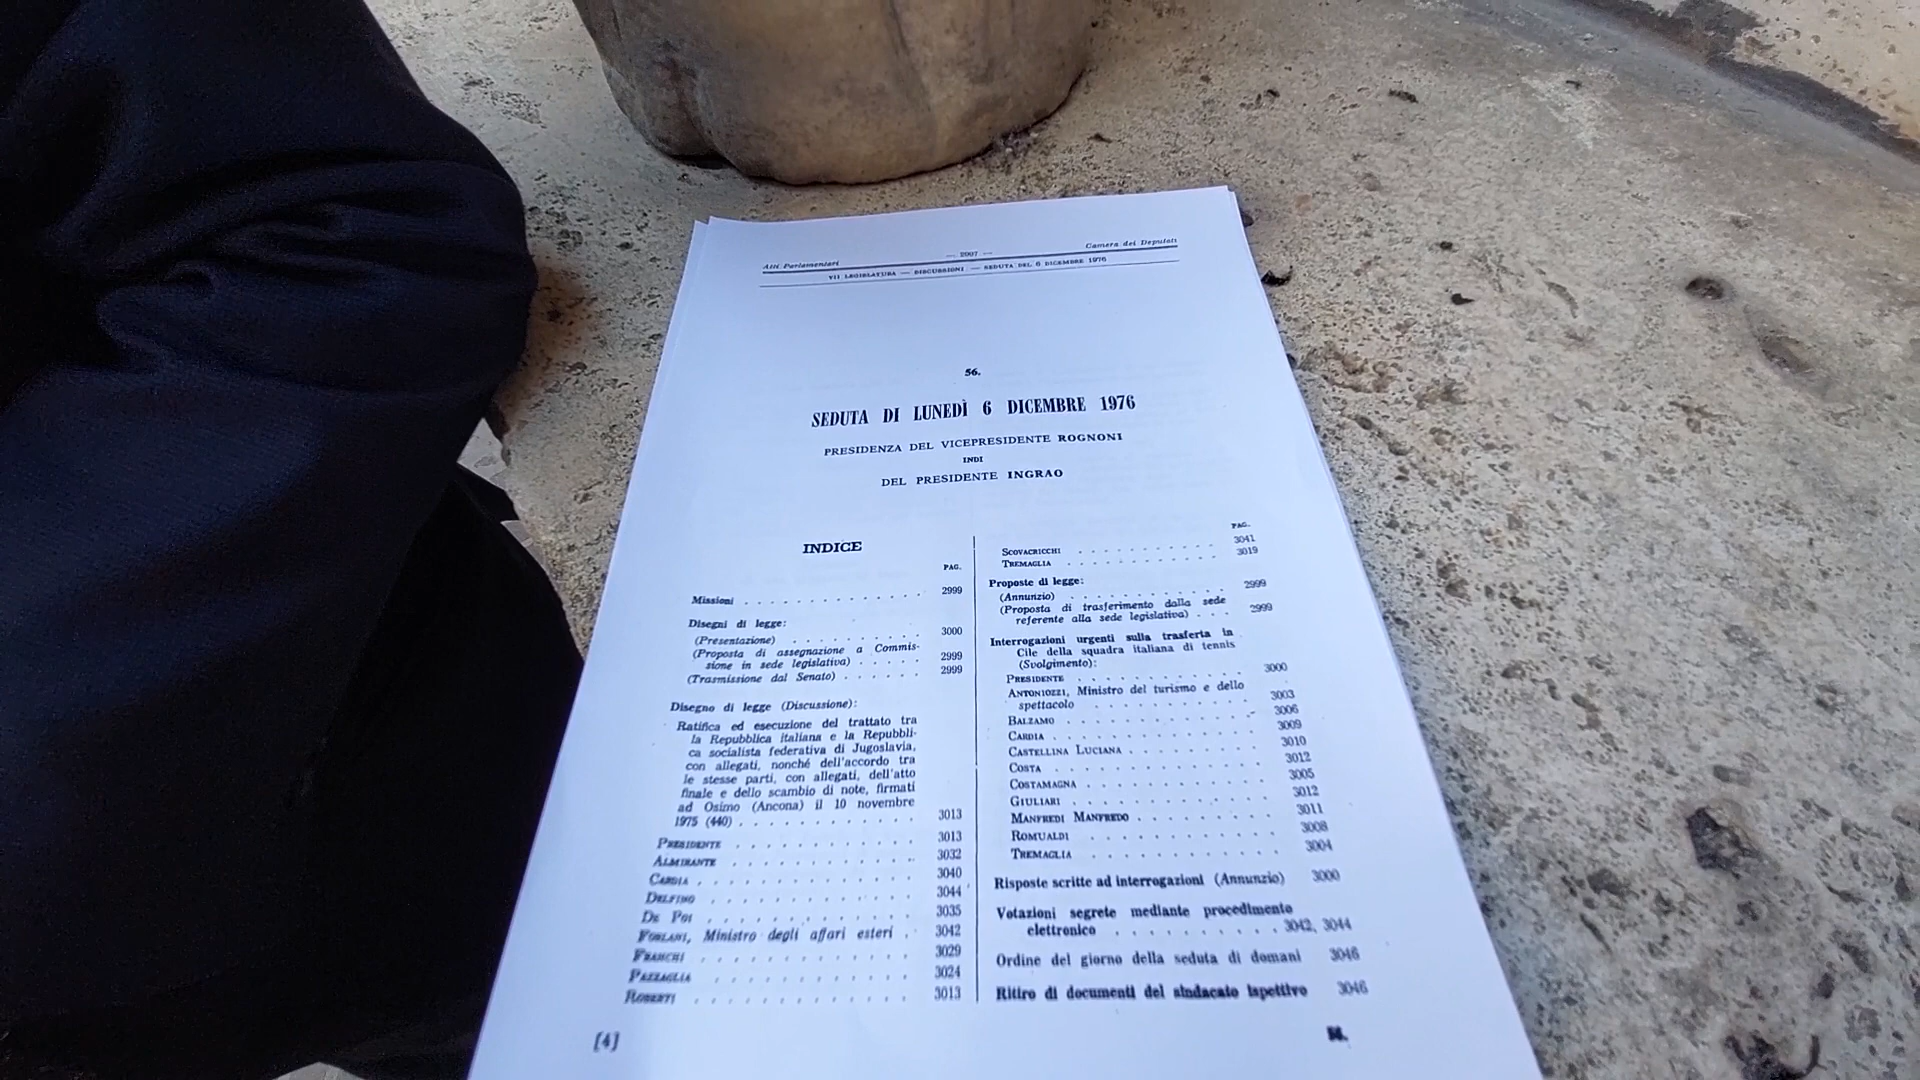 Atti Parlamentari
Camera dei Deputati
VII LEGISLATURA — DISCUSSIONI — SEDUTA DEL 6 DICEMBRE 1976
56.
SEDUTA DI LUNEDÌ 6 DICEMBRE 1976
PRESIDENZA DEL VICEPRESIDENTE ROGNONI
INDI
DEL PRESIDENTE INGRAO
INDICE
PAG.
Missioni . . . . . . . . . . . . . . 2999
Disegni di legge:
(Presentazione) . . . . . . . . . . 3000
(Proposta di assegnazione a Commis-
sione in sede legislativa) . . . . . 2999
(Trasmissione dal Senato) . . . . . . 2999
Disegno di legge (Discussione):
Ratifica ed esecuzione del trattato tra
la Repubblica italiana e la Repubbli-
ca socialista federativa di Jugoslavia,
con allegati, nonché dell'accordo tra
le stesse parti, con allegati, dell'atto
finale e dello scambio di note, firmati
ad Osimo (Ancona) il 10 novembre
1975 (440) . . . . . . . . . . . . 3013
PRESIDENTE . . . . . . . . . . . . 3013
ALMIRANTE . . . . . . . . . . . . 3032
CARDIA . . . . . . . . . . . . . . 3040
DELFINO . . . . . . . . . . . . . 3044
DE POI . . . . . . . . . . . . . . 3035
FORLANI, Ministro degli affari esteri . 3042
FRANCHI . . . . . . . . . . . . . 3029
PAZZAGLIA . . . . . . . . . . . . 3024
ROBERTI . . . . . . . . . . . . . 3013
PAG.
SCOVACRICCHI . . . . . . . . . . . 3041
TREMAGLIA . . . . . . . . . . . . 3019
Proposte di legge:
(Annunzio) . . . . . . . . . . . . 2999
(Proposta di trasferimento dalla sede
referente alla sede legislativa) . . . 2999
Interrogazioni urgenti sulla trasferta in
Cile della squadra italiana di tennis
(Svolgimento):
PRESIDENTE . . . . . . . . . . . . 3000
ANTONIOZZI, Ministro del turismo e dello
spettacolo . . . . . . . . . . . 3003
BALZAMO . . . . . . . . . . . . . 3006
CARDIA . . . . . . . . . . . . . . 3009
CASTELLINA LUCIANA . . . . . . . . 3010
COSTA . . . . . . . . . . . . . . 3012
COSTAMAGNA . . . . . . . . . . . . 3005
GIULIARI . . . . . . . . . . . . . 3012
MANFREDI MANFREDO . . . . . . . . 3011
ROMUALDI . . . . . . . . . . . . . 3008
TREMAGLIA . . . . . . . . . . . . 3004
Risposte scritte ad interrogazioni (Annunzio) 3000
Votazioni segrete mediante procedimento
elettronico . . . . . . . . . . 3042, 3044
Ordine del giorno della seduta di domani 3046
Ritiro di documenti del sindacato ispettivo 3046
[4]